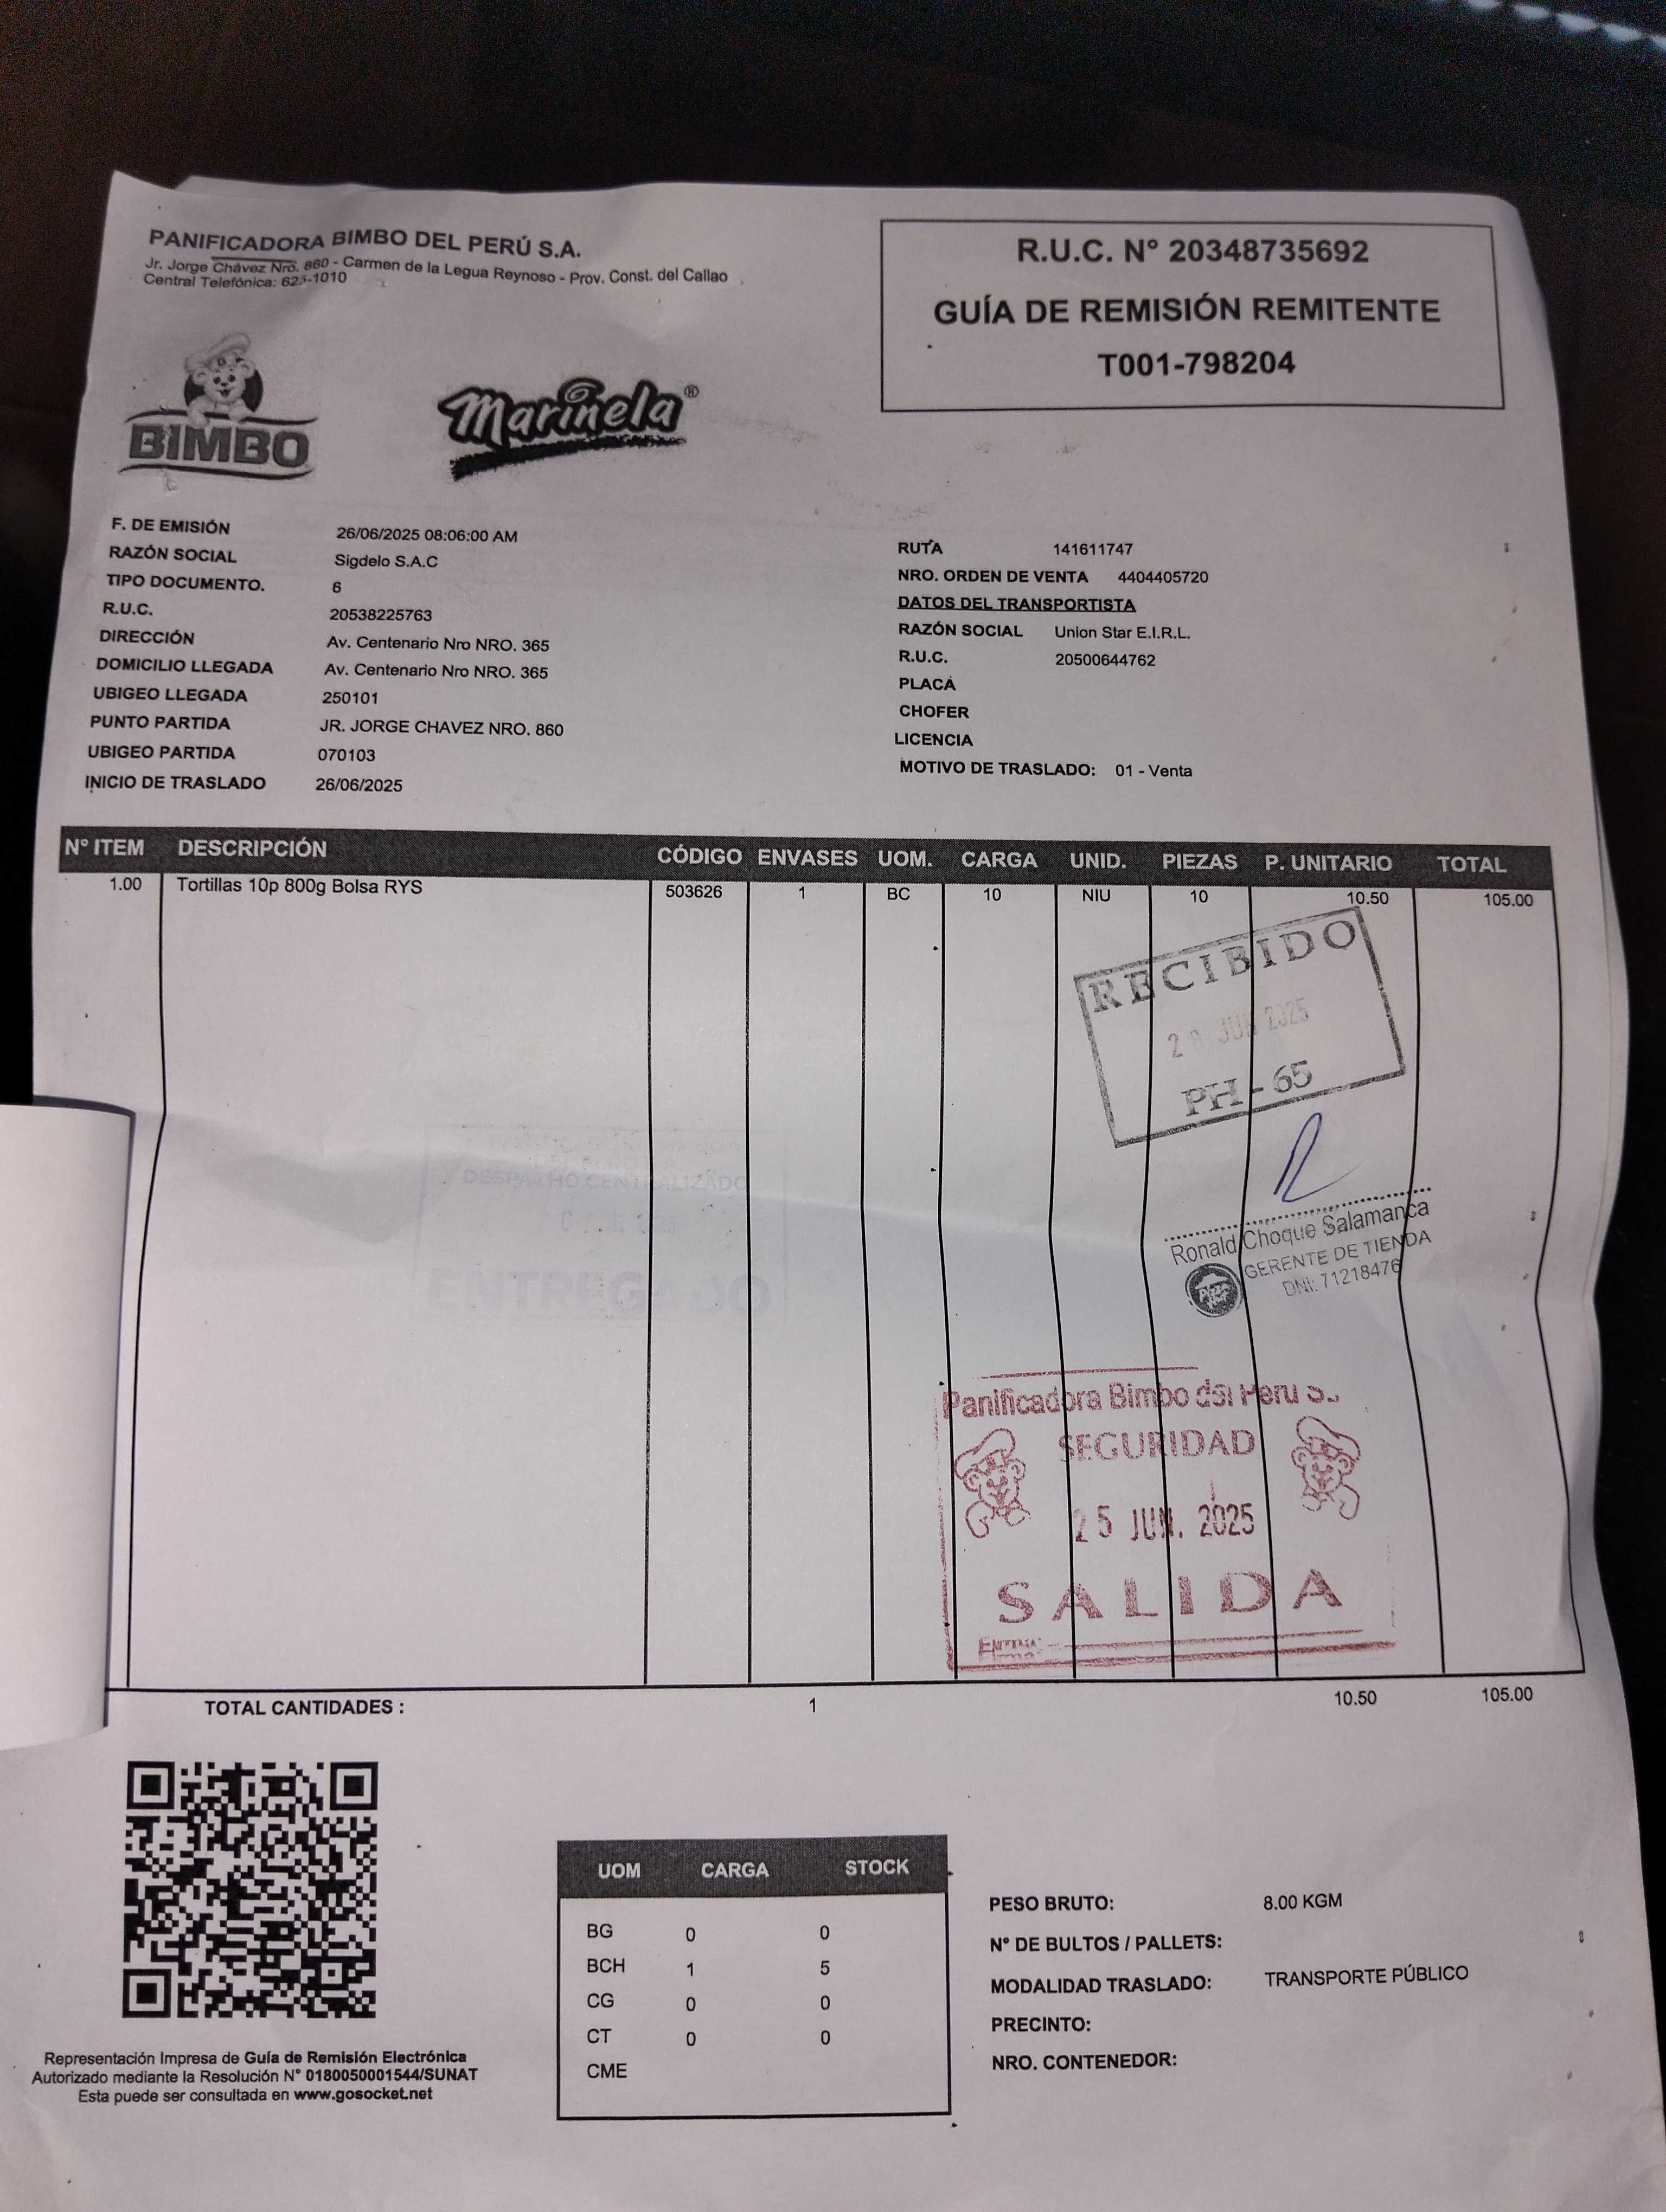 PANIFICADORA BIMBO DEL PERÚ S.A.
Jr. Jorge Chávez Nro. 860 - Carmen de la Legua Reynoso - Prov. Const. del Callao
Central Telefónica: -1010
R.U.C. N° 20348735692
GUÍA DE REMISIÓN REMITENTE
T001-798204
BIMBO
Marinela®
F. DE EMISIÓN 26/06/2025 08:06:00 AM
RAZÓN SOCIAL Sigdelo S.A.C
TIPO DOCUMENTO. 6
R.U.C. 20538225763
DIRECCIÓN Av. Centenario Nro NRO. 365
DOMICILIO LLEGADA Av. Centenario Nro NRO. 365
UBIGEO LLEGADA 250101
PUNTO PARTIDA JR. JORGE CHAVEZ NRO. 860
UBIGEO PARTIDA 070103
INICIO DE TRASLADO 26/06/2025
RUTA 141611747
NRO. ORDEN DE VENTA 4404405720
DATOS DEL TRANSPORTISTA
RAZÓN SOCIAL Union Star E.I.R.L.
R.U.C. 20500644762
PLACA
CHOFER
LICENCIA
MOTIVO DE TRASLADO: 01 - Venta
N° ITEM DESCRIPCIÓN CÓDIGO ENVASES UOM. CARGA UNID. PIEZAS P. UNITARIO TOTAL
1.00 Tortillas 10p 800g Bolsa RYS 503626 1 BC 10 NIU 10 10.50 105.00
RECIBIDO
JUN 2025
PH - 65
DESPACHO CENTRALIZADO
ENTREGADO
Ronald Choque Salamanca
GERENTE DE TIENDA
DNI: 71218476
Panificadora Bimbo del Peru S.
SEGURIDAD
25 JUN. 2025
SALIDA
TOTAL CANTIDADES : 1 10.50 105.00
UOM CARGA STOCK
BG 0 0
BCH 1 5
CG 0 0
CT 0 0
CME
PESO BRUTO: 8.00 KGM
N° DE BULTOS / PALLETS:
MODALIDAD TRASLADO: TRANSPORTE PÚBLICO
PRECINTO:
NRO. CONTENEDOR:
Representación Impresa de Guía de Remisión Electrónica
Autorizado mediante la Resolución N° 0180050001544/SUNAT
Esta puede ser consultada en www.gosocket.net